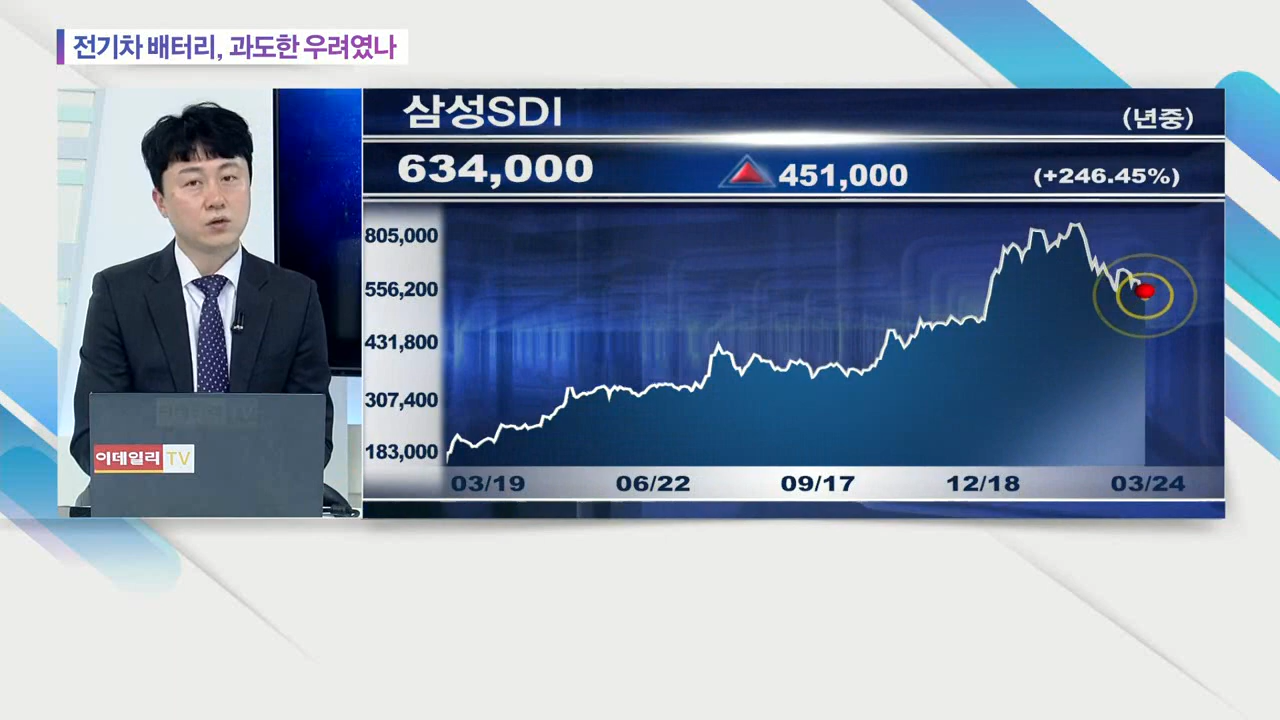 전기차 배터리, 과도한 우려였나
삼성SDI
(년중)
634,000 451,000 (+246.45%)
805,000
556,200
431,800
307,400
183,000
03/19 06/22 09/17 12/18 03/24
이데일리 TV